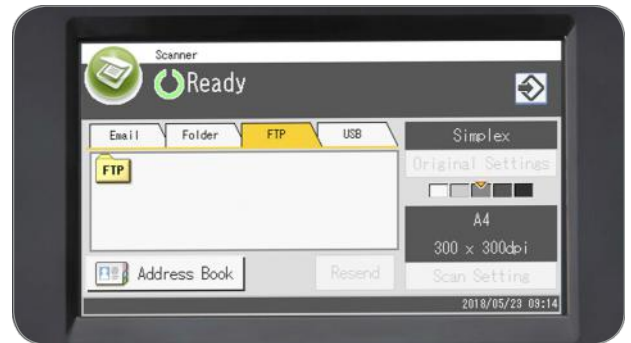 Scanner
Ready
Email Folder FTP USB
FTP
Address Book
Resend
Simplex
Original Settings
A4
300 x 300dpi
Scan Setting
2018/05/23 09:14